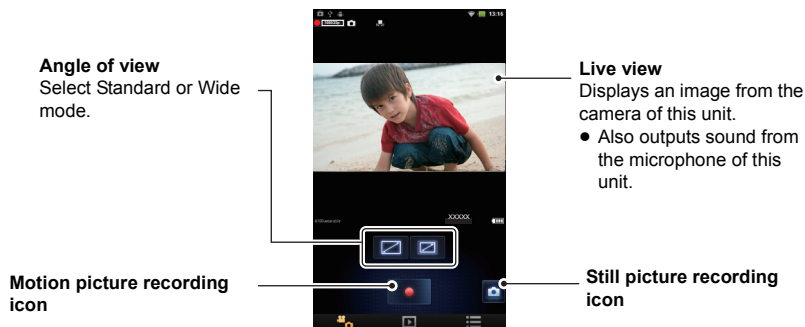 13:16
Angle of view
Select Standard or Wide
mode.
Live view
Displays an image from the
camera of this unit.
● Also outputs sound from
the microphone of this
unit.
XXXXX
Motion picture recording
icon
Still picture recording
icon